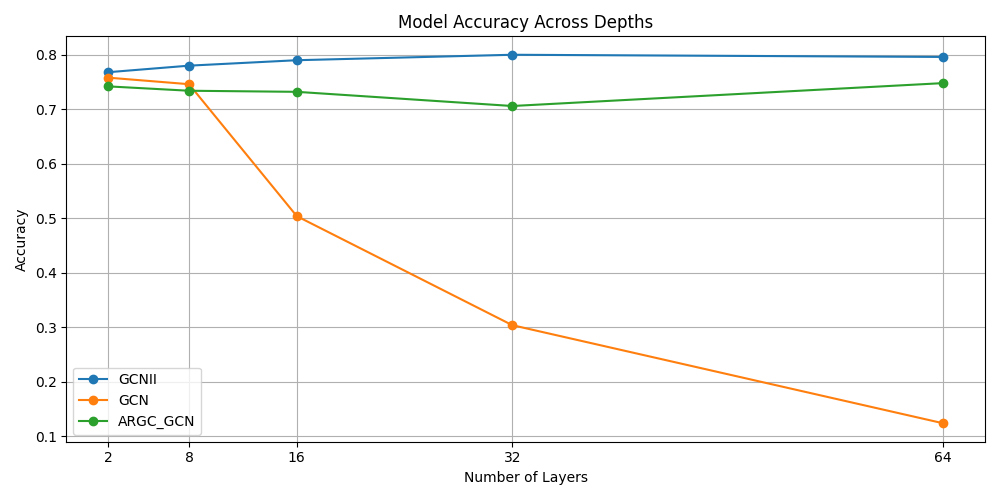 Model Accuracy Across Depths
Accuracy
0.8
0.7
0.6
0.5
0.4
0.3
0.2
0.1
GCNII
GCN
ARGC_GCN
2 8 16 32 64
Number of Layers